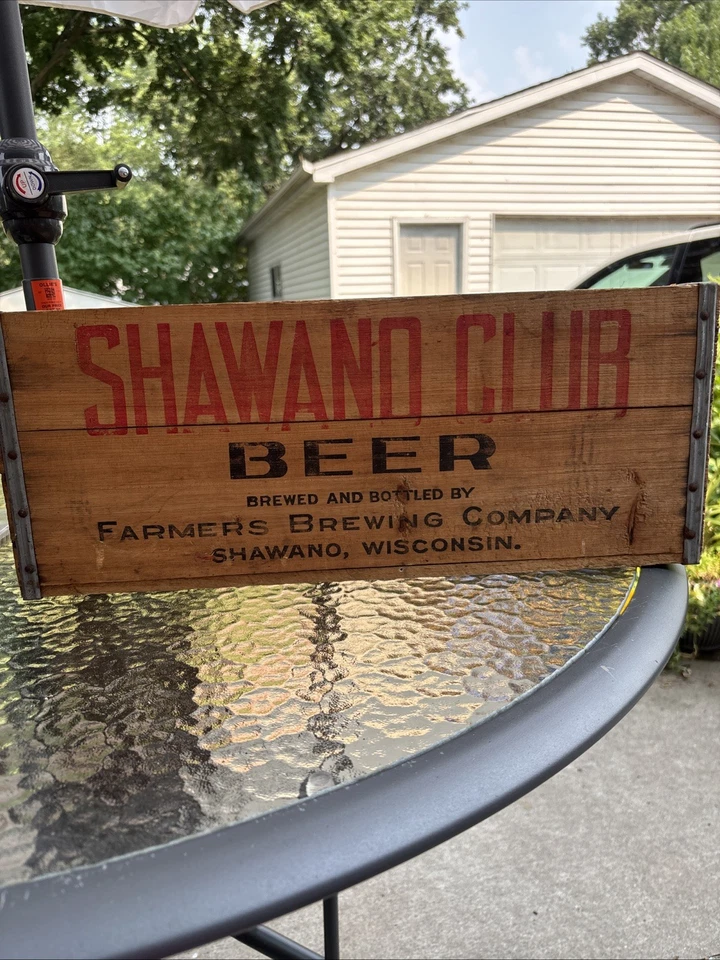 SHAWANO CLUB
BEER
BREWED AND BOTTLED BY
FARMERS BREWING COMPANY
SHAWANO, WISCONSIN.